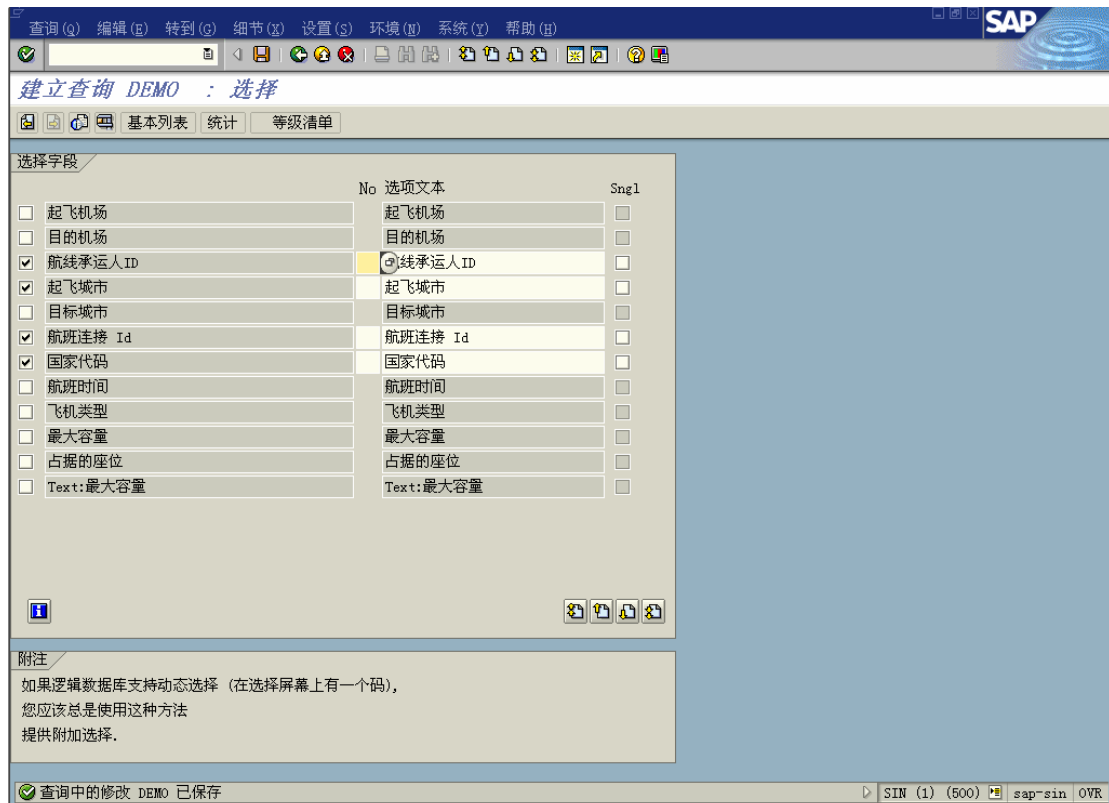 查询(Q) 编辑(E) 转到(G) 细节(X) 设置(S) 环境(N) 系统(Y) 帮助(H)
SAP
建立查询 DEMO : 选择
基本列表 统计 等级清单
选择字段
No 选项文本 Sngl
起飞机场 起飞机场
目的机场 目的机场
航线承运人ID 线承运人ID
起飞城市 起飞城市
目标城市 目标城市
航班连接 Id 航班连接 Id
国家代码 国家代码
航班时间 航班时间
飞机类型 飞机类型
最大容量 最大容量
占据的座位 占据的座位
Text:最大容量 Text:最大容量
附注
如果逻辑数据库支持动态选择 (在选择屏幕上有一个码),
您应该总是使用这种方法
提供附加选择.
查询中的修改 DEMO 已保存 SIN (1) (500) sap-sin OVR